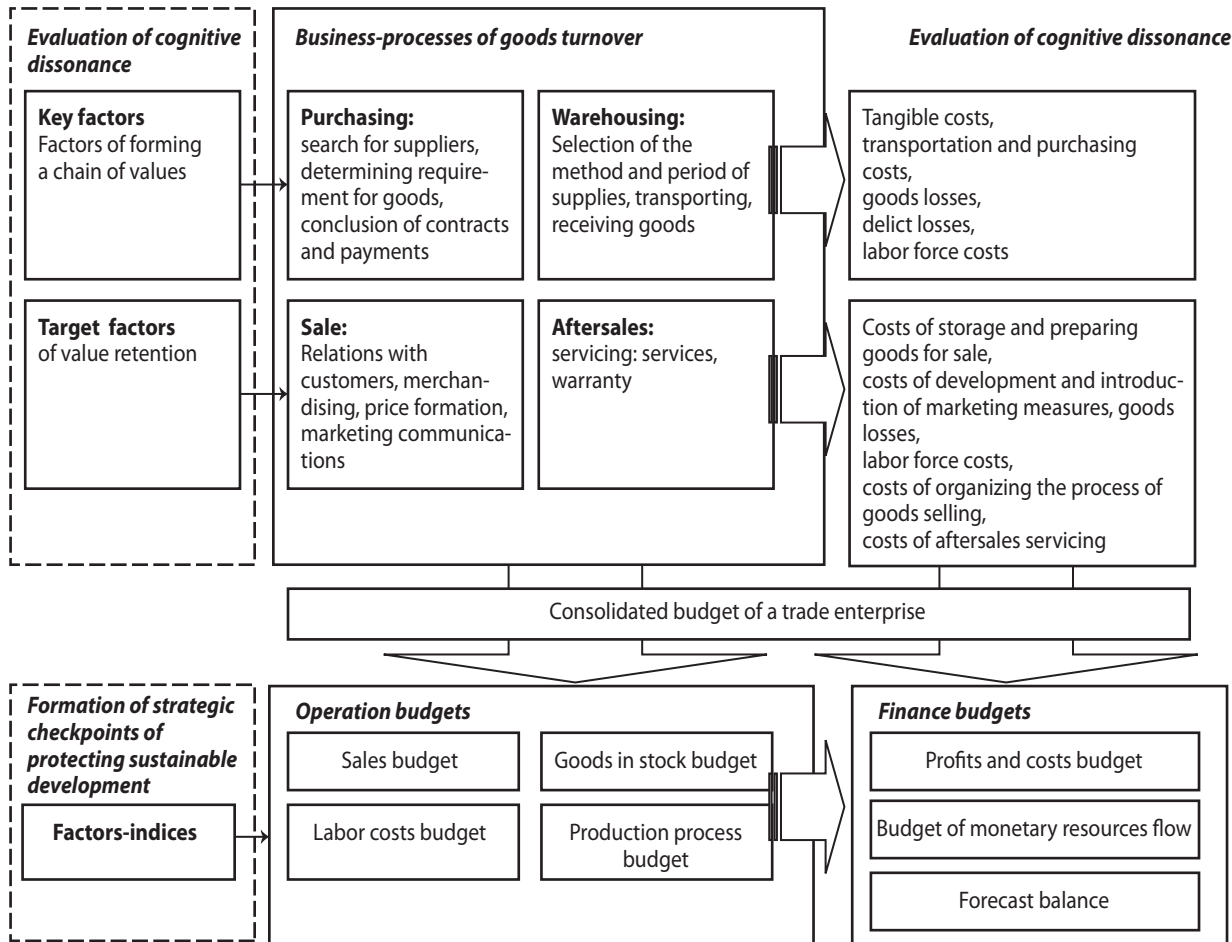 Evaluation of cognitive
dissonance
Key factors
Factors of forming
a chain of values
Target factors
of value retention
Business-processes of goods turnover
Purchasing:
search for suppliers,
determining require-
ment for goods,
conclusion of contracts
and payments
Warehousing:
Selection of the
method and period of
supplies, transporting,
receiving goods
Sale:
Relations with
customers, merchan-
dising, price formation,
marketing communica-
tions
Aftersales:
servicing: services,
warranty
Evaluation of cognitive dissonance
Tangible costs,
transportation and purchasing
costs,
goods losses,
delict losses,
labor force costs
Costs of storage and preparing
goods for sale,
costs of development and introduc-
tion of marketing measures, goods
losses,
labor force costs,
costs of organizing the process of
goods selling,
costs of aftersales servicing
Consolidated budget of a trade enterprise
Formation of strategic
checkpoints of
protecting sustainable
development
Factors-indices
Operation budgets
Sales budget
Goods in stock budget
Labor costs budget
Production process
budget
Finance budgets
Profits and costs budget
Budget of monetary resources flow
Forecast balance